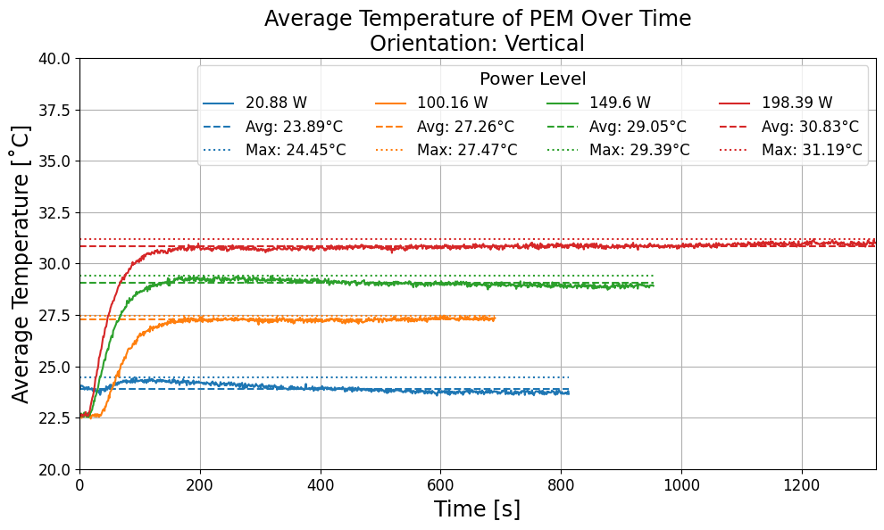 Average Temperature of PEM Over Time
Orientation: Vertical
Power Level
20.88 W 100.16 W 149.6 W 198.39 W
Avg: 23.89°C Avg: 27.26°C Avg: 29.05°C Avg: 30.83°C
Max: 24.45°C Max: 27.47°C Max: 29.39°C Max: 31.19°C
Average Temperature [˚C]
40.0
37.5
35.0
32.5
30.0
27.5
25.0
22.5
20.0
0 200 400 600 800 1000 1200
Time [s]